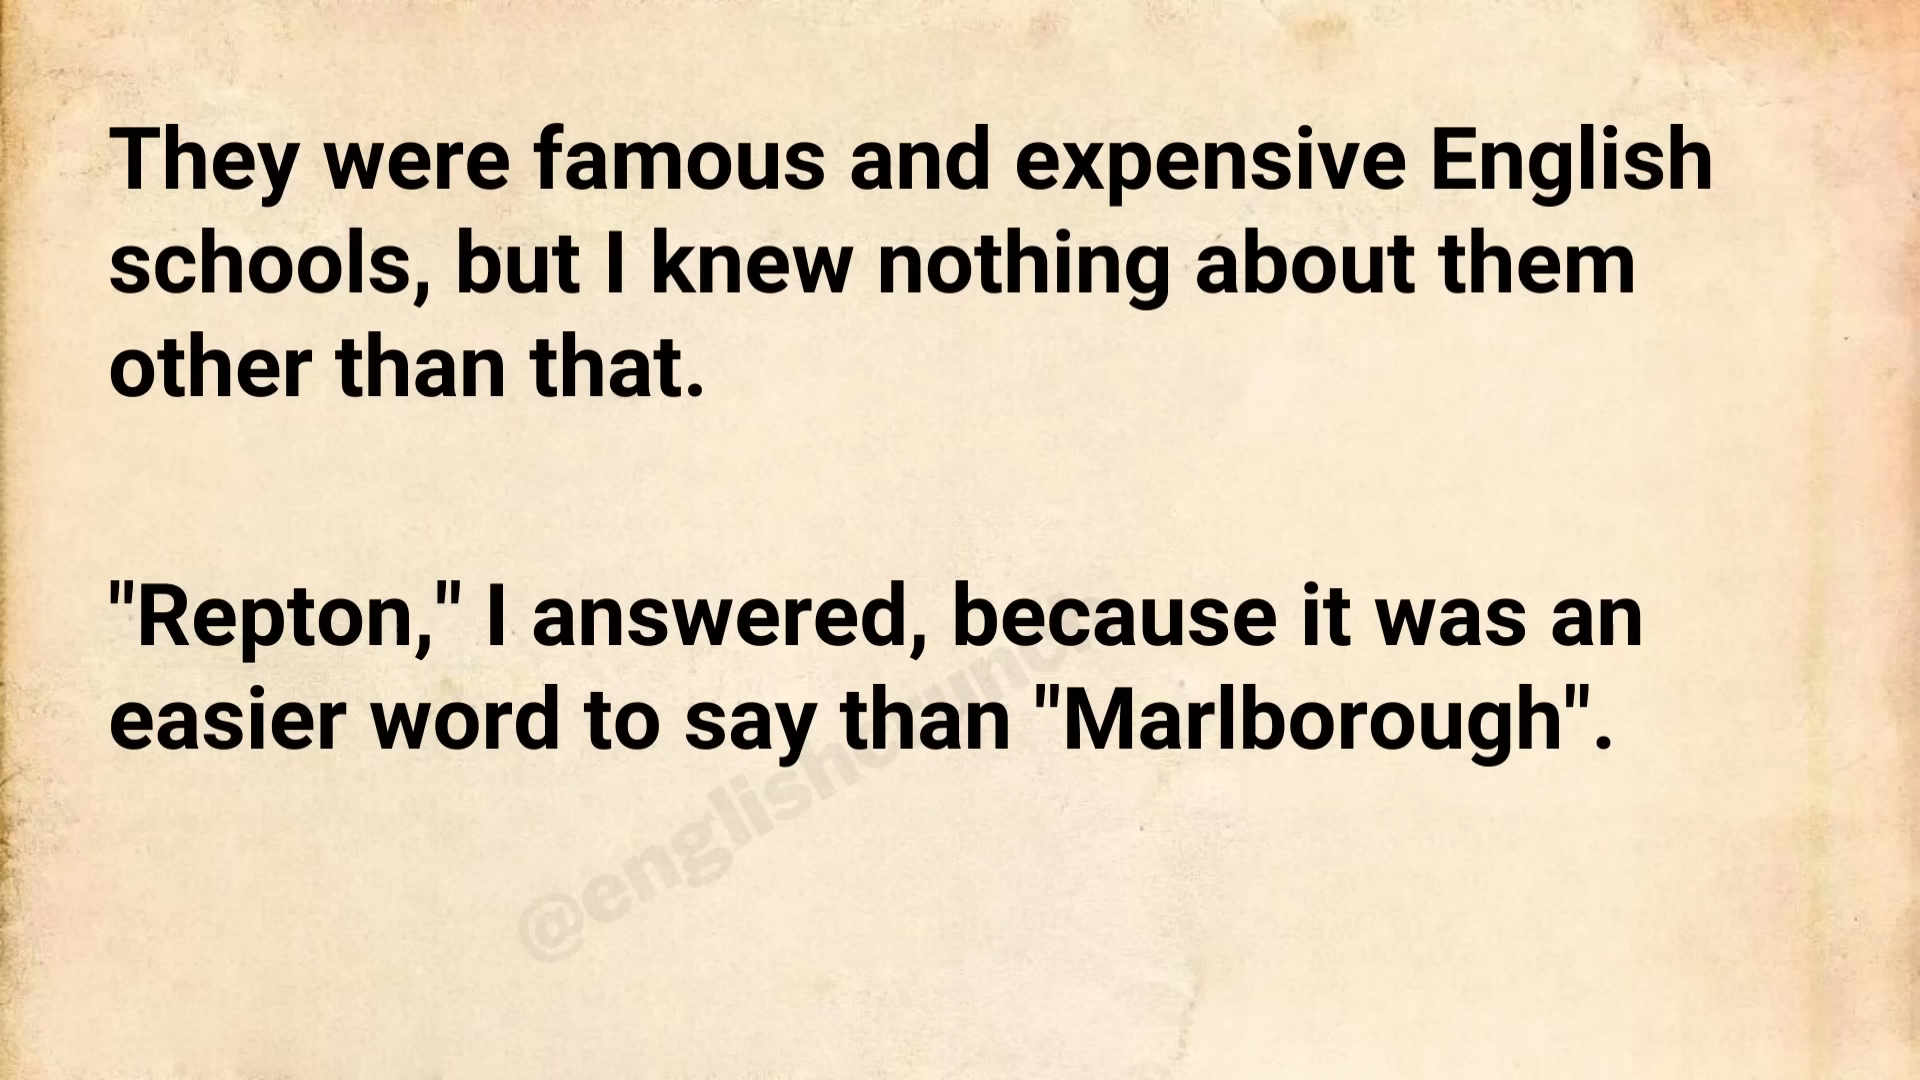 They were famous and expensive English
schools, but I knew nothing about them
other than that.
"Repton," I answered, because it was an
easier word to say than "Marlborough".